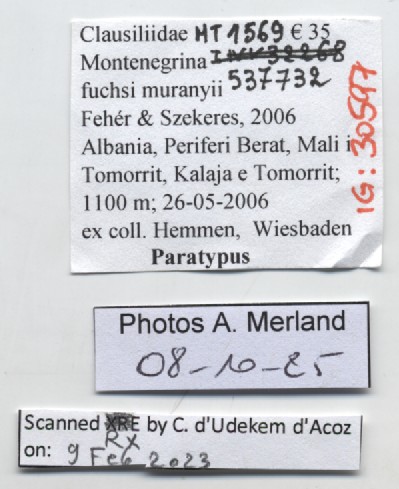 Clausiliidae MT 1569 € 35
Montenegrina
fuchsi muranyii 537732
Fehér & Szekeres, 2006
Albania, Periferi Berat, Mali i
Tomorrit, Kalaja e Tomorrit;
1100 m; 26-05-2006
ex coll. Hemmen, Wiesbaden
Paratypus
IG: 30597
Photos A. Merland
08-10-25
Scanned by C. d'Udekem d'Acoz
RX
on: 9 Feb 2023